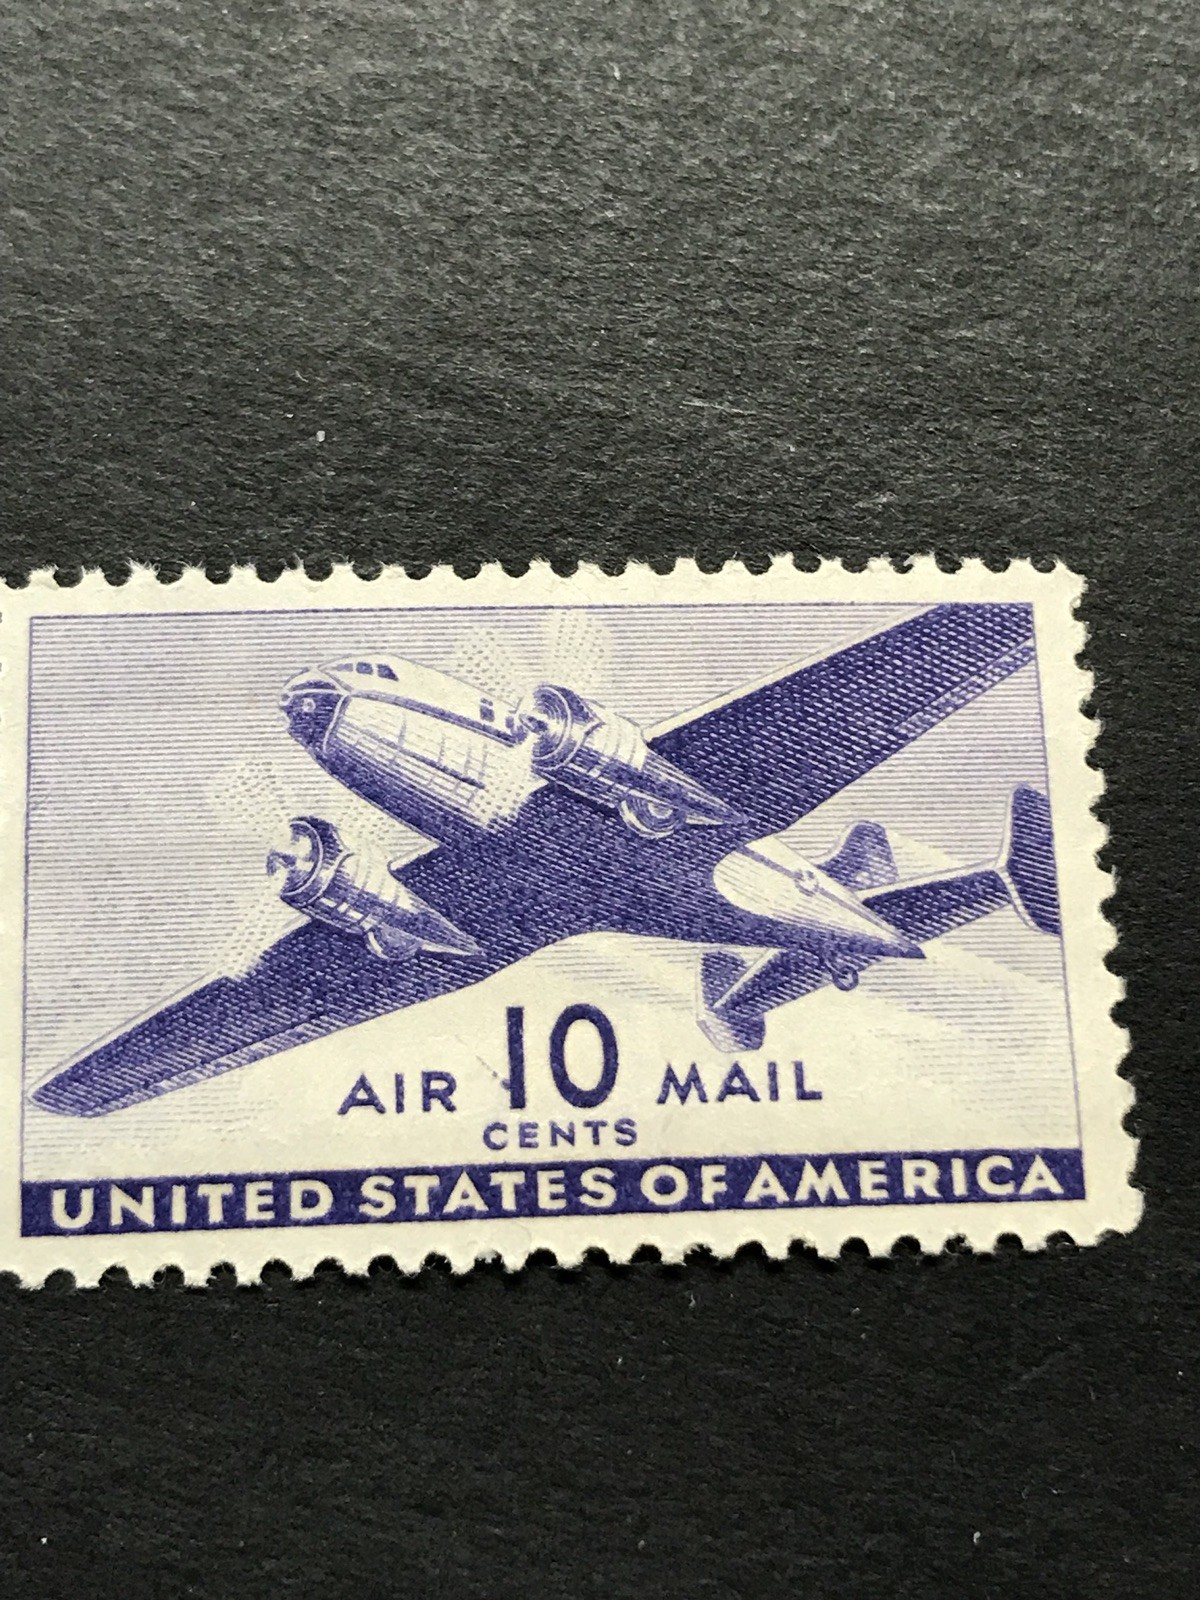 AIR 10 MAIL
CENTS
UNITED STATES OF AMERICA